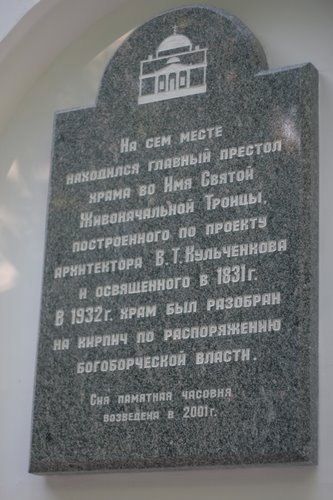 На сем месте
находился главный престол
храма во Имя Святой
Живоначальной Троицы,
построенного по проекту
архитектора В.Т.Кульченкова
и освященного в 1831г.
В 1932г. храм был разобран
на кирпич по распоряжению
богоборческой власти.
Сия памятная часовня
возведена в 2001г.